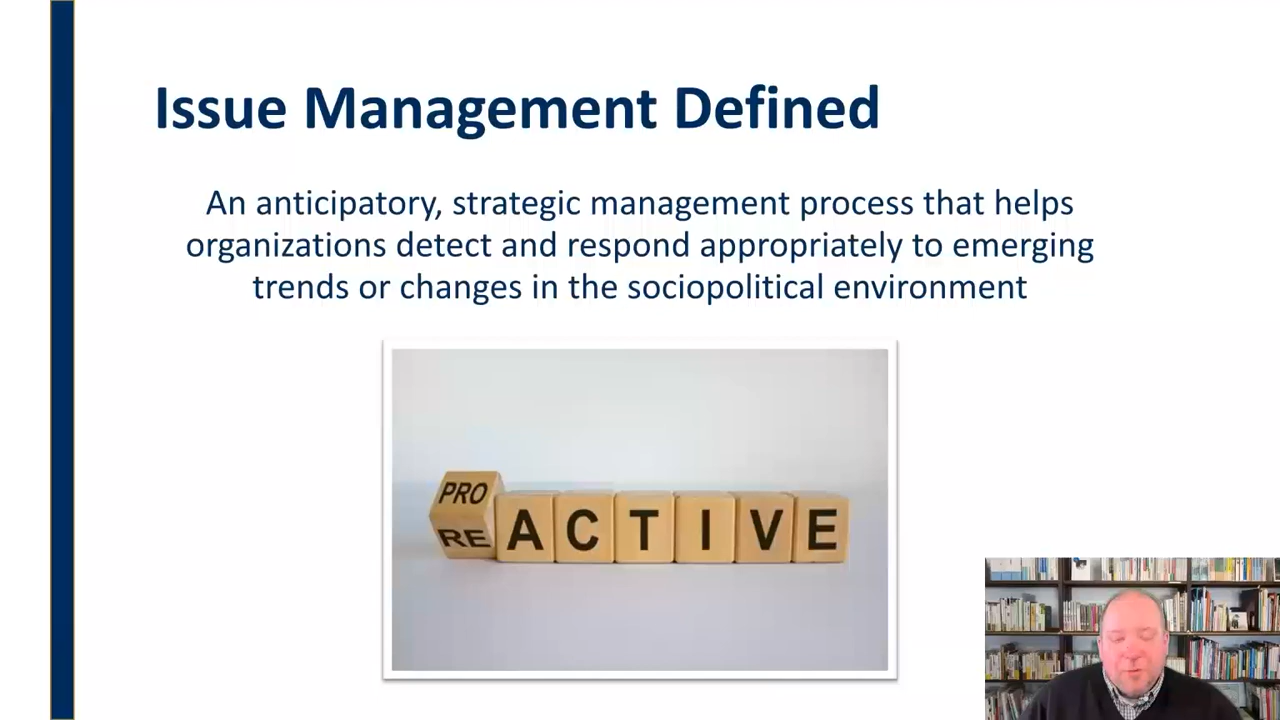 Issue Management Defined
An anticipatory, strategic management process that helps
organizations detect and respond appropriately to emerging
trends or changes in the sociopolitical environment
PRO
RE ACTIVE